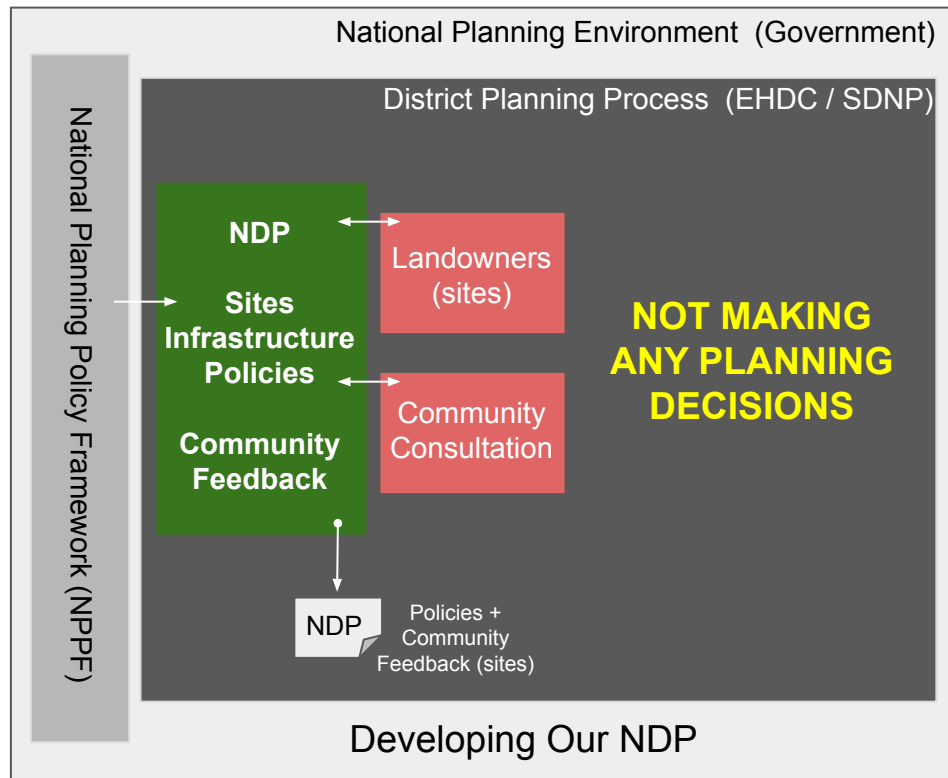 National Planning Environment (Government)
National Planning Policy Framework (NPPF)
District Planning Process (EHDC / SDNP)
NDP
Sites
Infrastructure
Policies
Community
Feedback
Landowners
(sites)
Community
Consultation
NOT MAKING
ANY PLANNING
DECISIONS
NDP
Policies +
Community
Feedback (sites)
Developing Our NDP